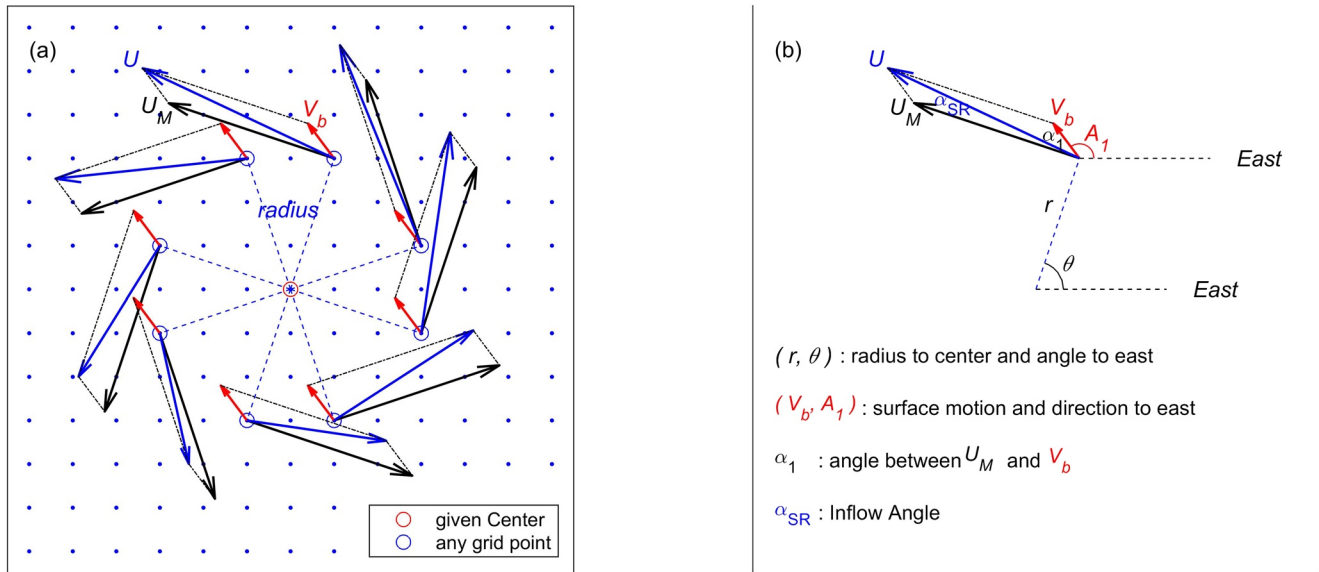 (a)
U
U_M
V_b
radius
given Center
any grid point
(b)
U
α_SR
U_M
V_b
α_1
A_1
East
r
θ
East
(r, θ) : radius to center and angle to east
(V_b, A_1) : surface motion and direction to east
α_1 : angle between U_M and V_b
α_SR : Inflow Angle